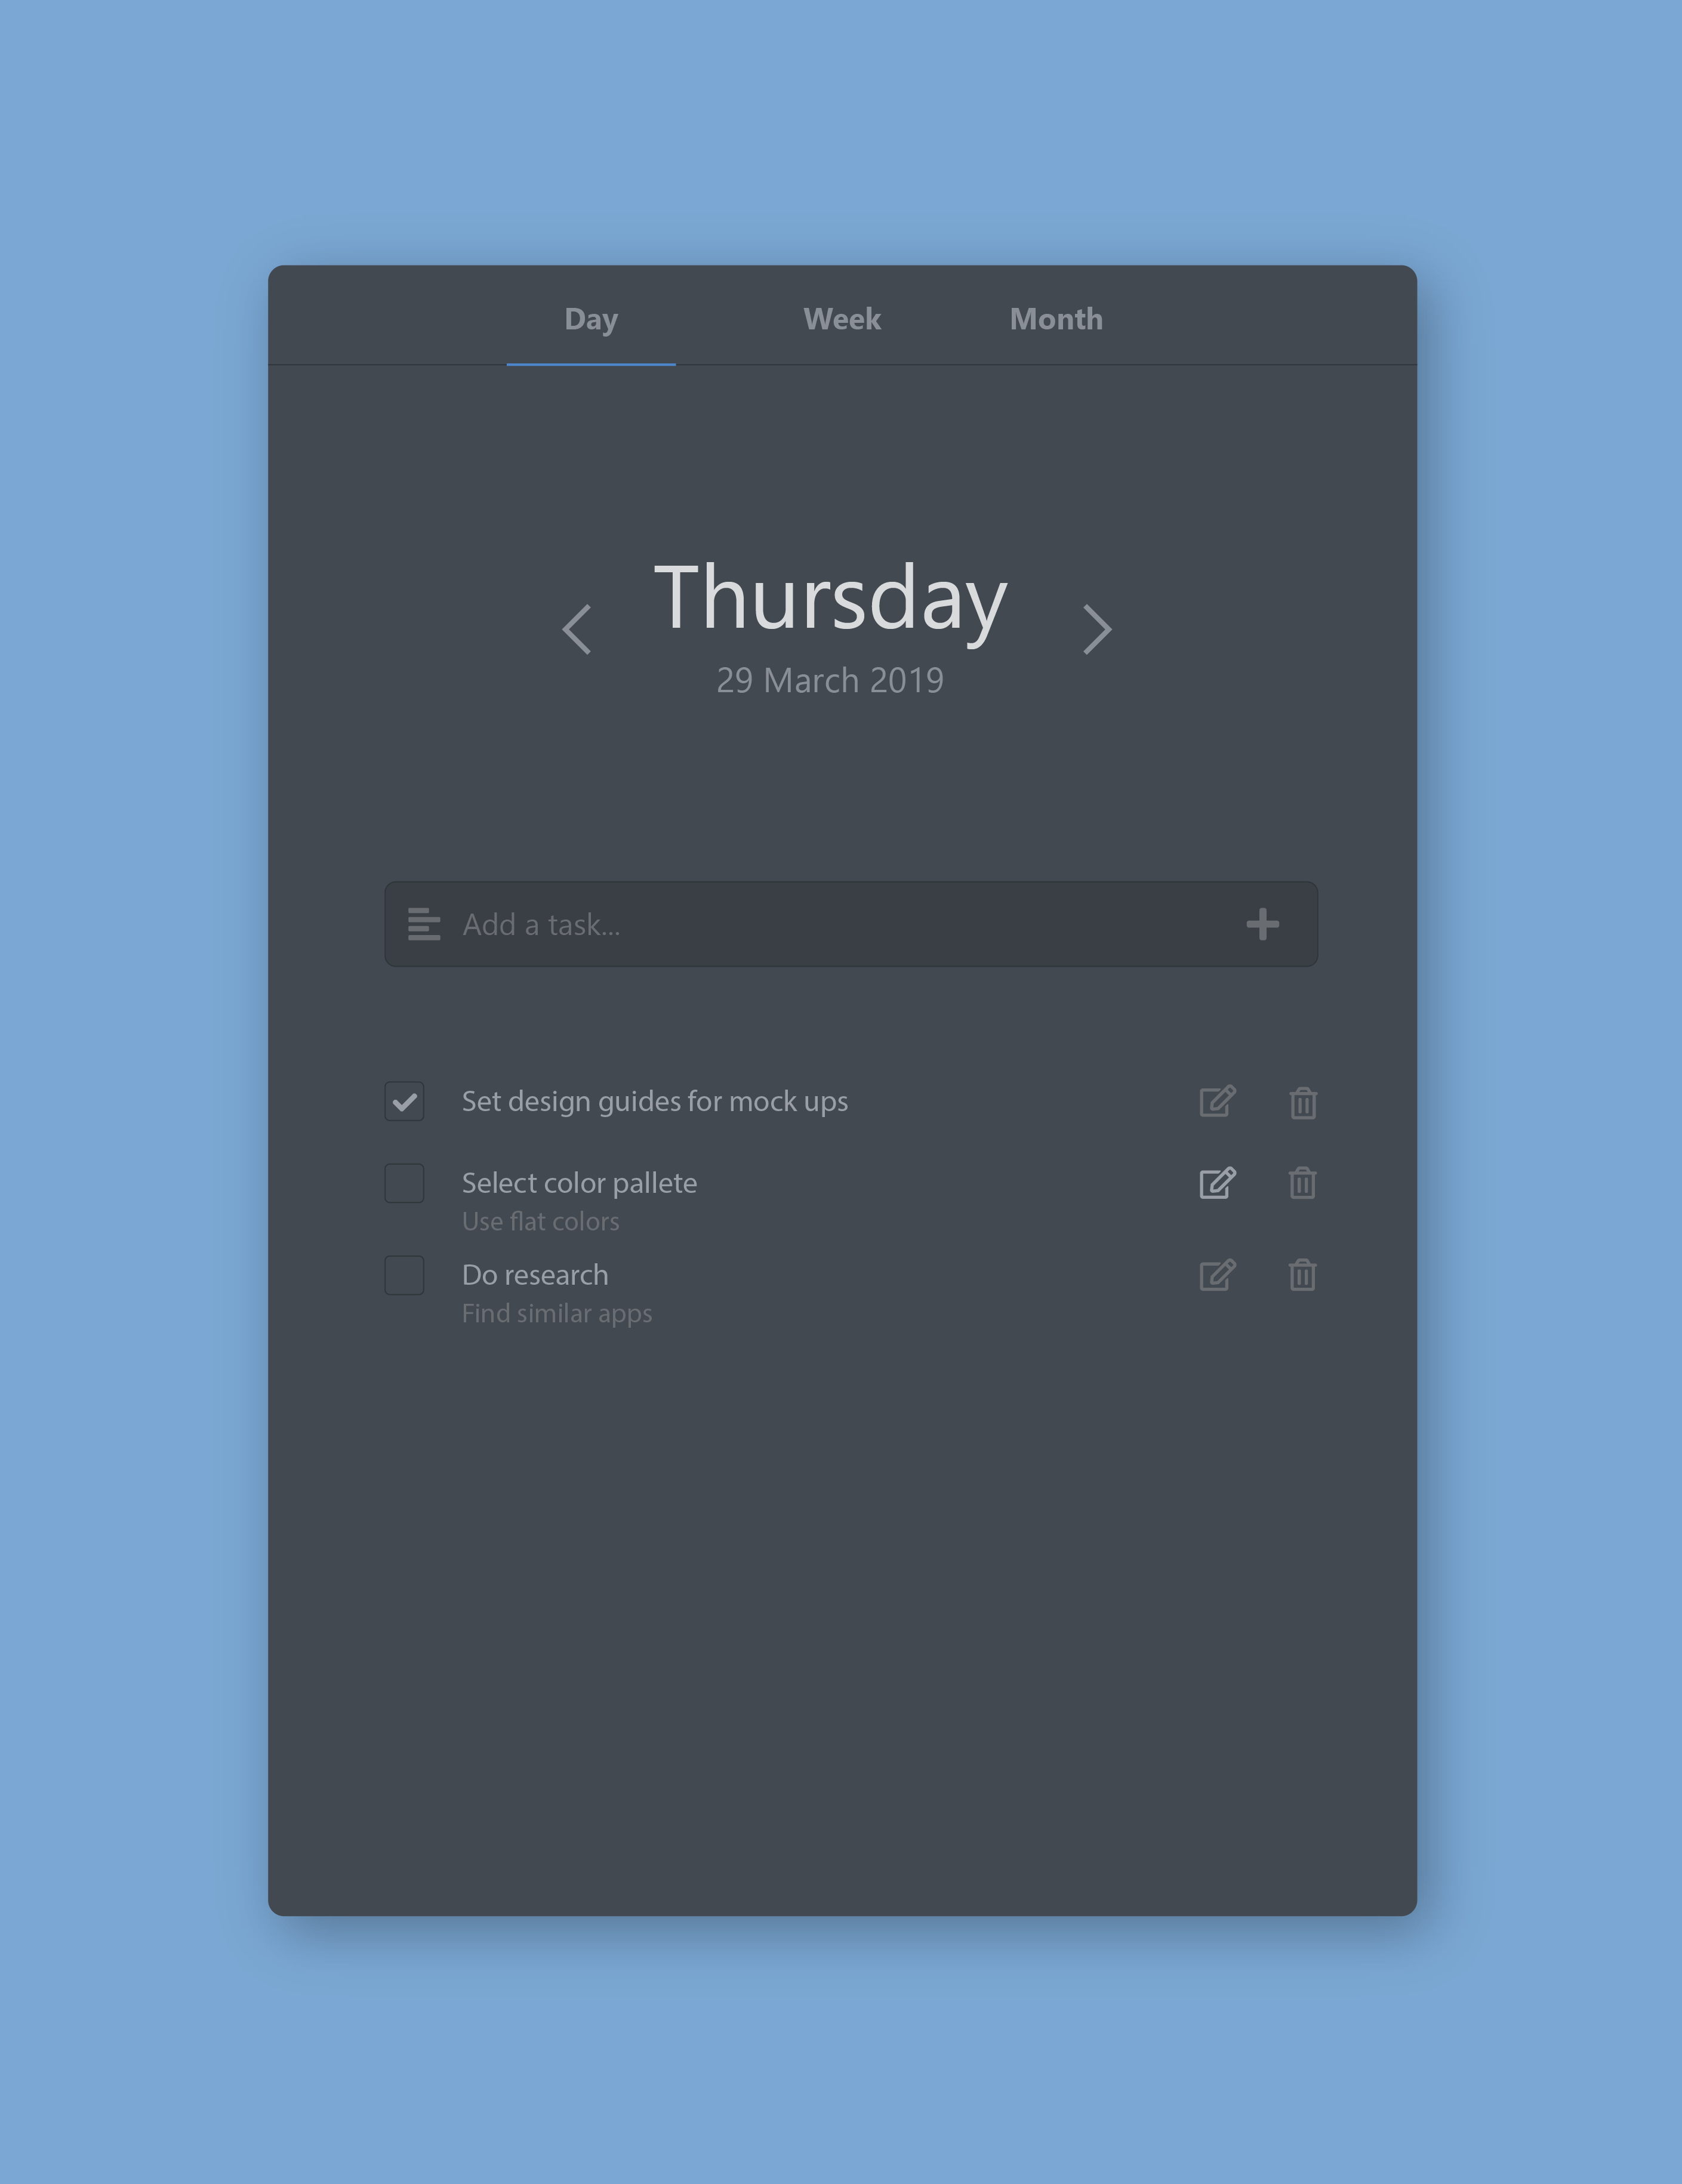 Day Week Month
Thursday
29 March 2019
Add a task...
Set design guides for mock ups
Select color pallete
Use flat colors
Do research
Find similar apps